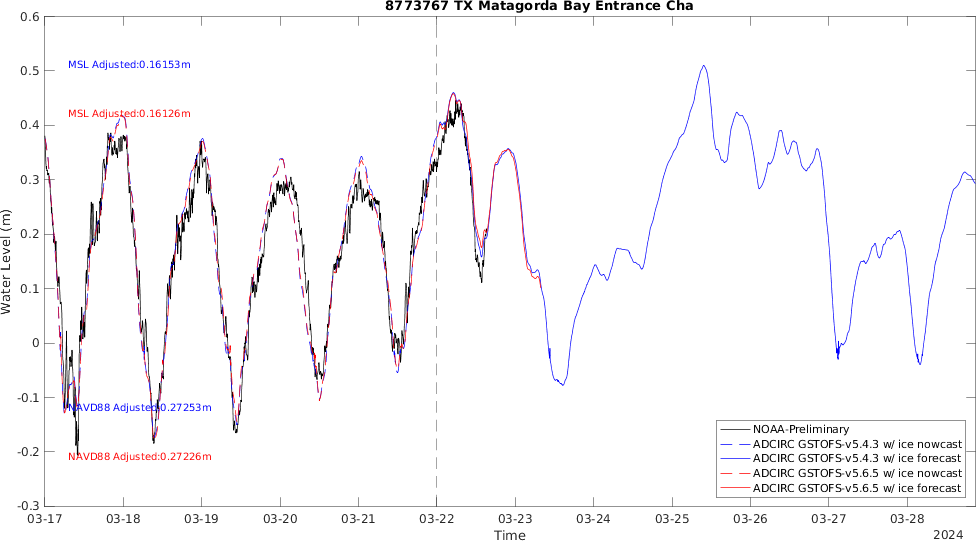 8773767 TX Matagorda Bay Entrance Cha
0.6
0.5
0.4
0.3
0.2
0.1
0
-0.1
-0.2
-0.3
Water Level (m)
MSL Adjusted:0.16153m
MSL Adjusted:0.16126m
NAVD88 Adjusted:0.27253m
NAVD88 Adjusted:0.27226m
NOAA-Preliminary
ADCIRC GSTOFS-v5.4.3 w/ ice nowcast
ADCIRC GSTOFS-v5.4.3 w/ ice forecast
ADCIRC GSTOFS-v5.6.5 w/ ice nowcast
ADCIRC GSTOFS-v5.6.5 w/ ice forecast
03-17 03-18 03-19 03-20 03-21 03-22 03-23 03-24 03-25 03-26 03-27 03-28
Time
2024